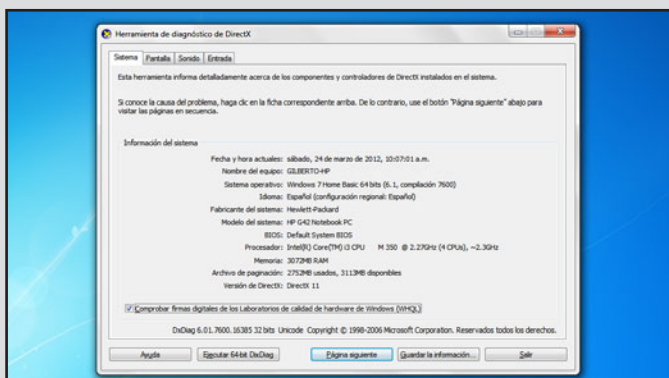 Herramienta de diagnóstico de DirectX
Sistema Pantalla Sonido Entrada
Esta herramienta informa detalladamente acerca de los componentes y controladores de DirectX instalados en el sistema.
Si conoce la causa del problema, haga clic en la ficha correspondiente arriba. De lo contrario, use el botón "Página siguiente" abajo para
visitar las páginas en secuencia.
Información del sistema
Fecha y hora actuales: sábado, 24 de marzo de 2012, 10:07:01 a.m.
Nombre del equipo: GILBERTO-HP
Sistema operativo: Windows 7 Home Basic 64 bits (6.1, compilación 7600)
Idioma: Español (configuración regional: Español)
Fabricante del sistema: Hewlett-Packard
Modelo del sistema: HP G42 Notebook PC
BIOS: Default System BIOS
Procesador: Intel(R) Core(TM) i3 CPU M 350 @ 2.27GHz (4 CPUs), ~2.3GHz
Memoria: 3072MB RAM
Archivo de paginación: 2752MB usados, 3113MB disponibles
Versión de DirectX: DirectX 11
Comprobar firmas digitales de los Laboratorios de calidad de hardware de Windows (WHQL)
DxDiag 6.01.7600.16385 32 bits Unicode Copyright © 1998-2006 Microsoft Corporation. Reservados todos los derechos.
Ayuda Ejecutar 64-bit DxDiag Página siguiente Guardar la información... Salir